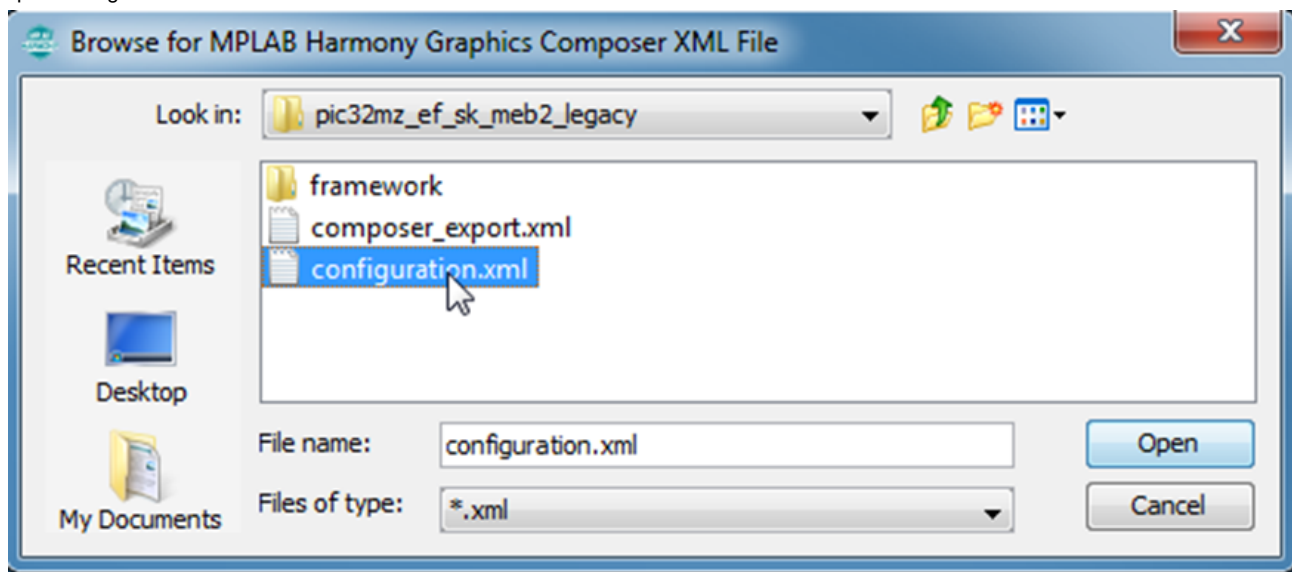 Browse for MPLAB Harmony Graphics Composer XML File
X
Look in: pic32mz_ef_sk_meb2_legacy
framework
composer_export.xml
configuration.xml
Recent Items
Desktop
My Documents
File name: configuration.xml Open
Files of type: *.xml Cancel